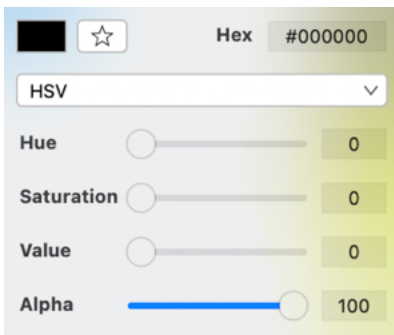 Hex #000000
HSV
Hue 0
Saturation 0
Value 0
Alpha 100